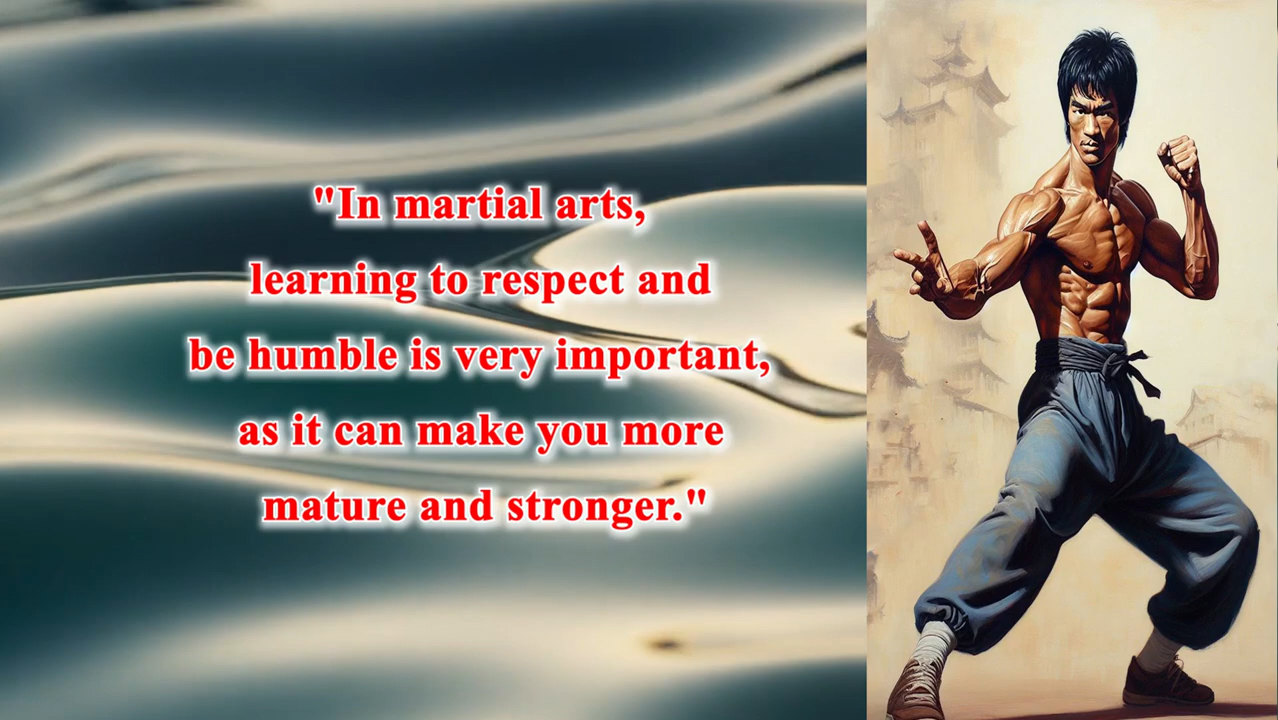 "In martial arts,
learning to respect and
be humble is very important,
as it can make you more
mature and stronger."